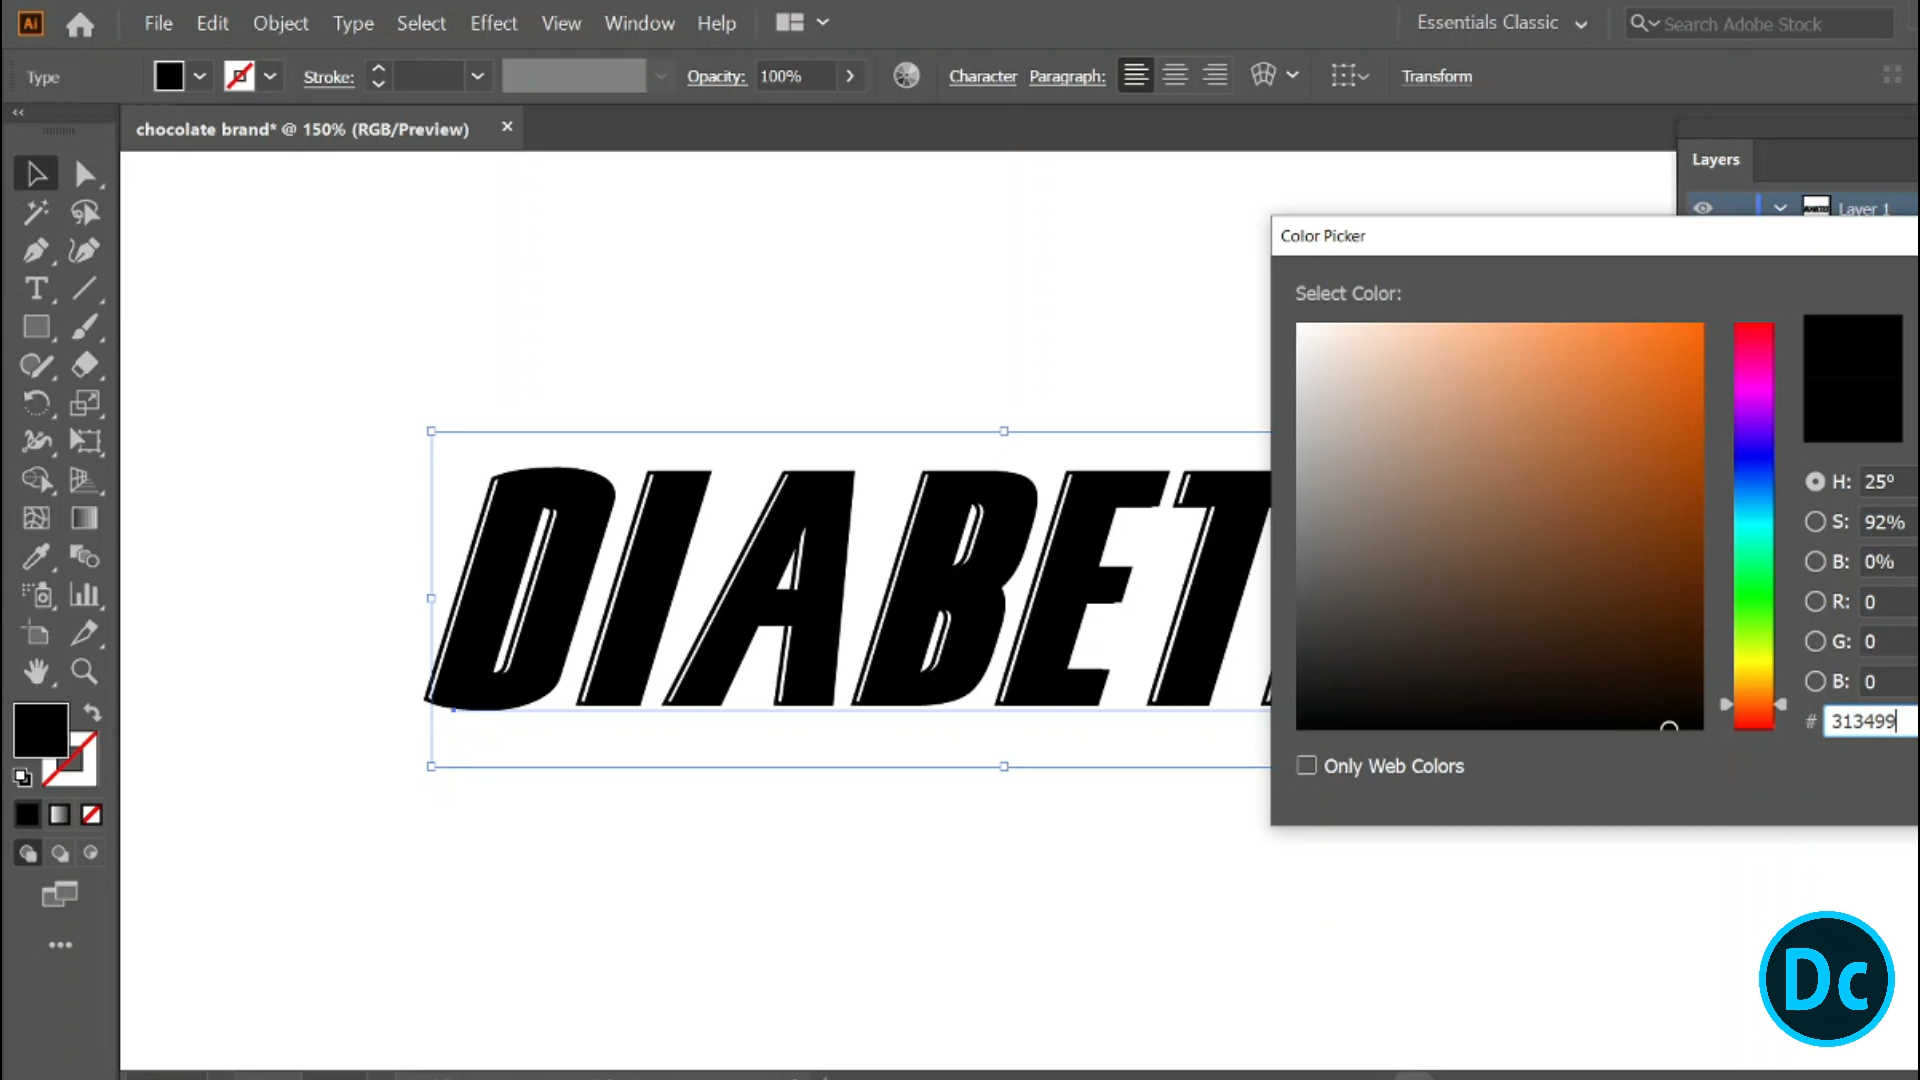 Ai File Edit Object Type Select Effect View Window Help Essentials Classic Search Adobe Stock
Type Stroke: Opacity: 100% Character Paragraph: Transform
chocolate brand* @ 150% (RGB/Preview) ×
Layers
Layer 1
Color Picker
Select Color:
DIABET
H: 25º
S: 92%
B: 0%
R: 0
G: 0
B: 0
# 313499
Only Web Colors
Dc